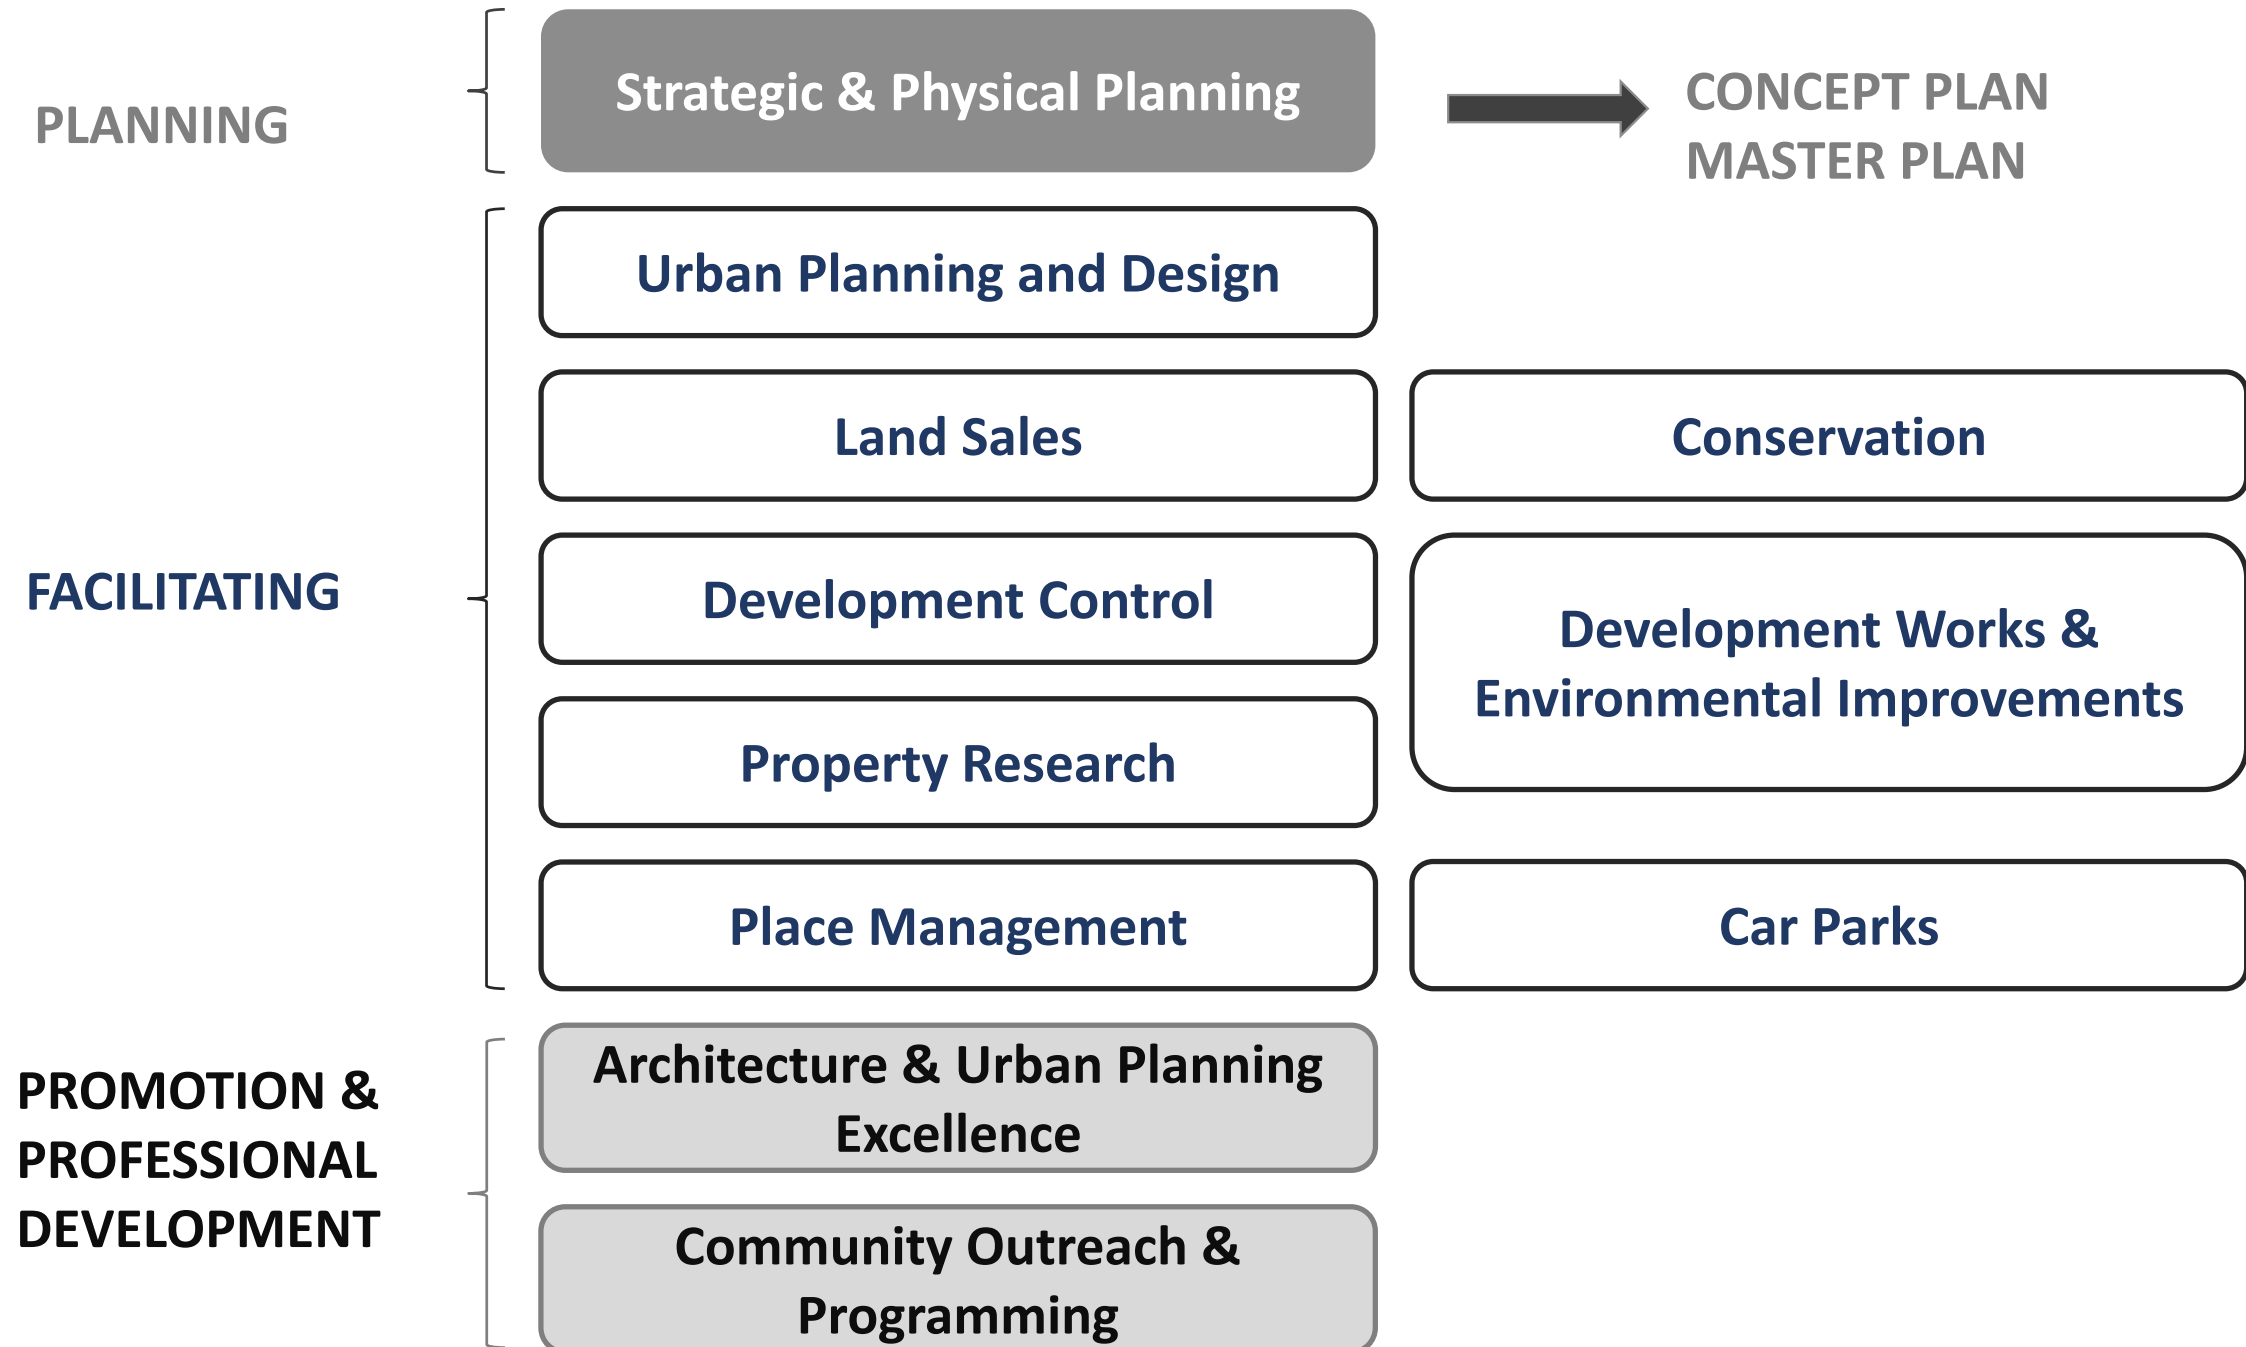 PLANNING
Strategic & Physical Planning
CONCEPT PLAN
MASTER PLAN
FACILITATING
Urban Planning and Design
Land Sales
Conservation
Development Control
Development Works &
Environmental Improvements
Property Research
Place Management
Car Parks
PROMOTION &
PROFESSIONAL
DEVELOPMENT
Architecture & Urban Planning
Excellence
Community Outreach &
Programming